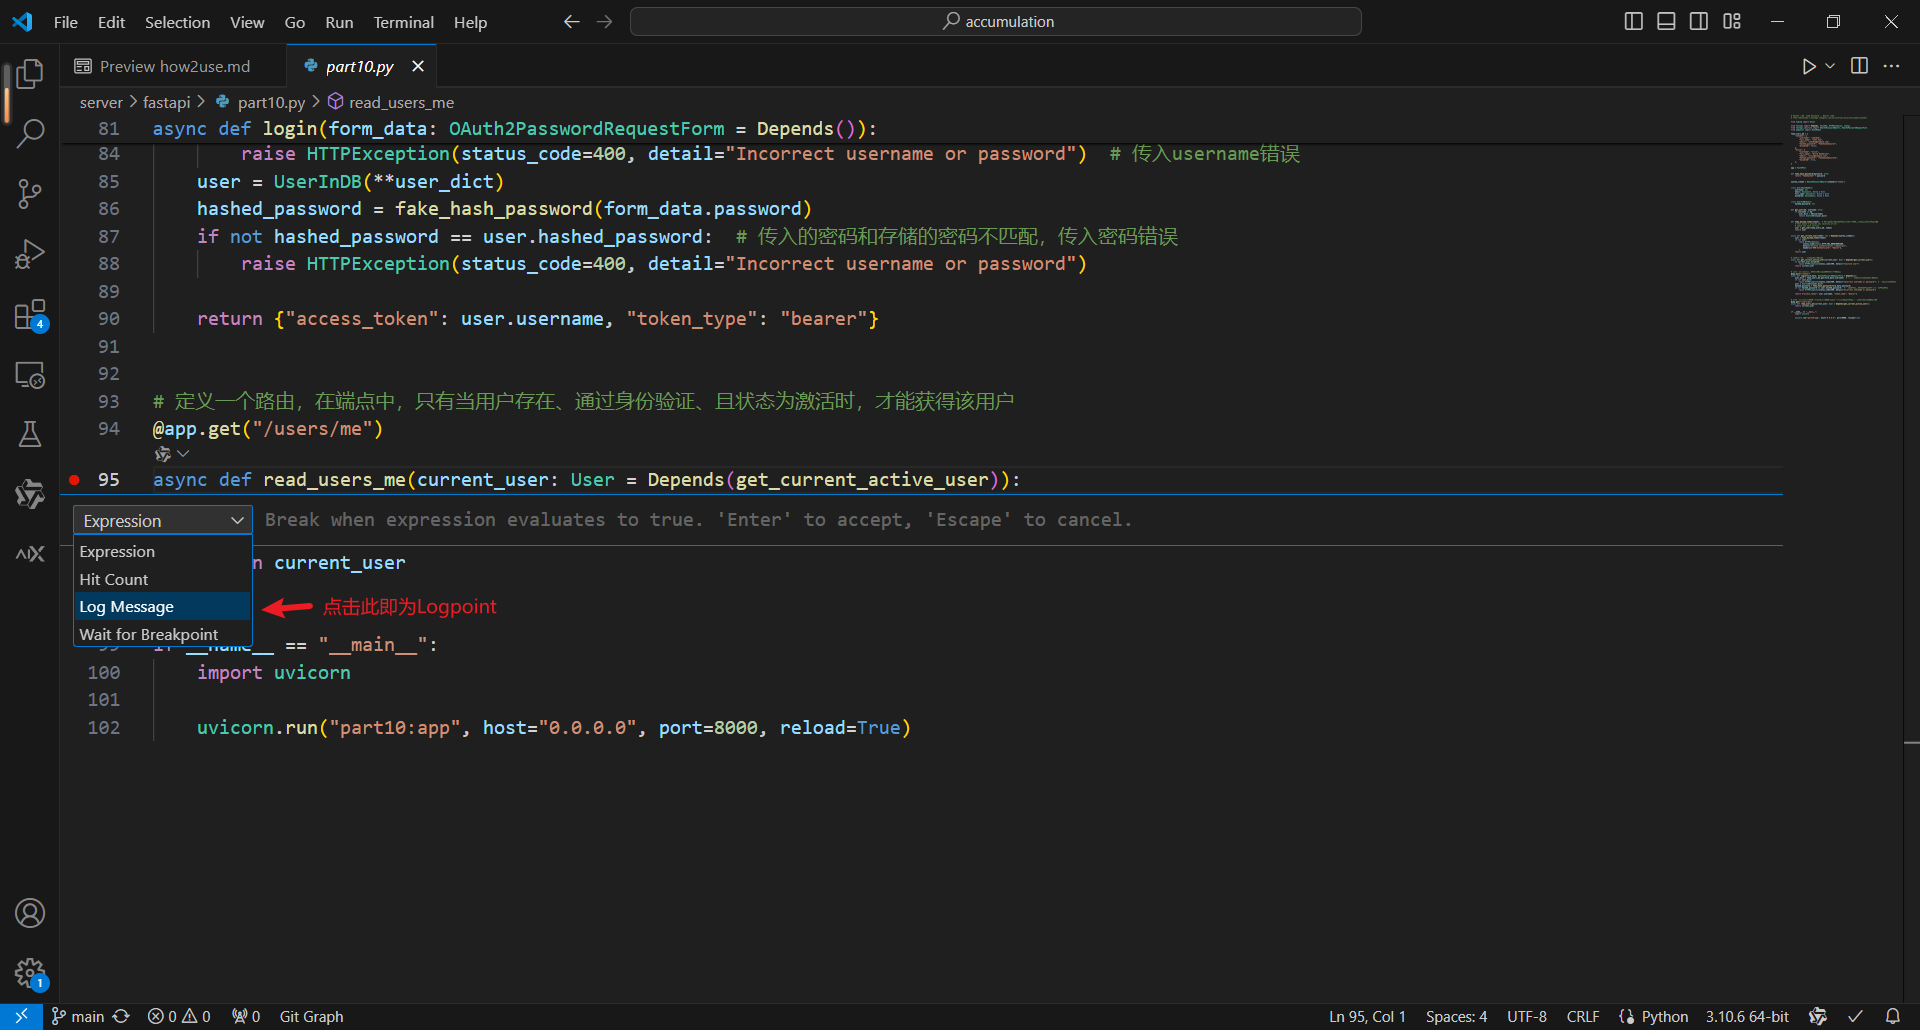 File Edit Selection View Go Run Terminal Help
accumulation
Preview how2use.md
part10.py
server > fastapi > part10.py > read_users_me
81 async def login(form_data: OAuth2PasswordRequestForm = Depends()):
84 raise HTTPException(status_code=400, detail="Incorrect username or password") # 传入username错误
85 user = UserInDB(**user_dict)
86 hashed_password = fake_hash_password(form_data.password)
87 if not hashed_password == user.hashed_password: # 传入的密码和存储的密码不匹配，传入密码错误
88 raise HTTPException(status_code=400, detail="Incorrect username or password")
89
90 return {"access_token": user.username, "token_type": "bearer"}
91
92
93 # 定义一个路由，在端点中，只有当用户存在、通过身份验证、且状态为激活时，才能获得该用户
94 @app.get("/users/me")
95 async def read_users_me(current_user: User = Depends(get_current_active_user)):
Expression Break when expression evaluates to true. 'Enter' to accept, 'Escape' to cancel.
Expression
n current_user
Hit Count
Log Message 点击此即为Logpoint
Wait for Breakpoint
99 if __name__ == "__main__":
100 import uvicorn
101
102 uvicorn.run("part10:app", host="0.0.0.0", port=8000, reload=True)
4
1
main 0 0 0 Git Graph Ln 95, Col 1 Spaces: 4 UTF-8 CRLF Python 3.10.6 64-bit